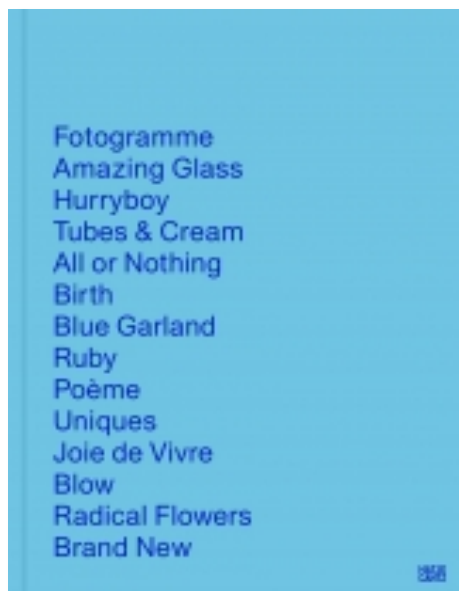 Fotogramme
Amazing Glass
Hurryboy
Tubes & Cream
All or Nothing
Birth
Blue Garland
Ruby
Poème
Uniques
Joie de Vivre
Blow
Radical Flowers
Brand New